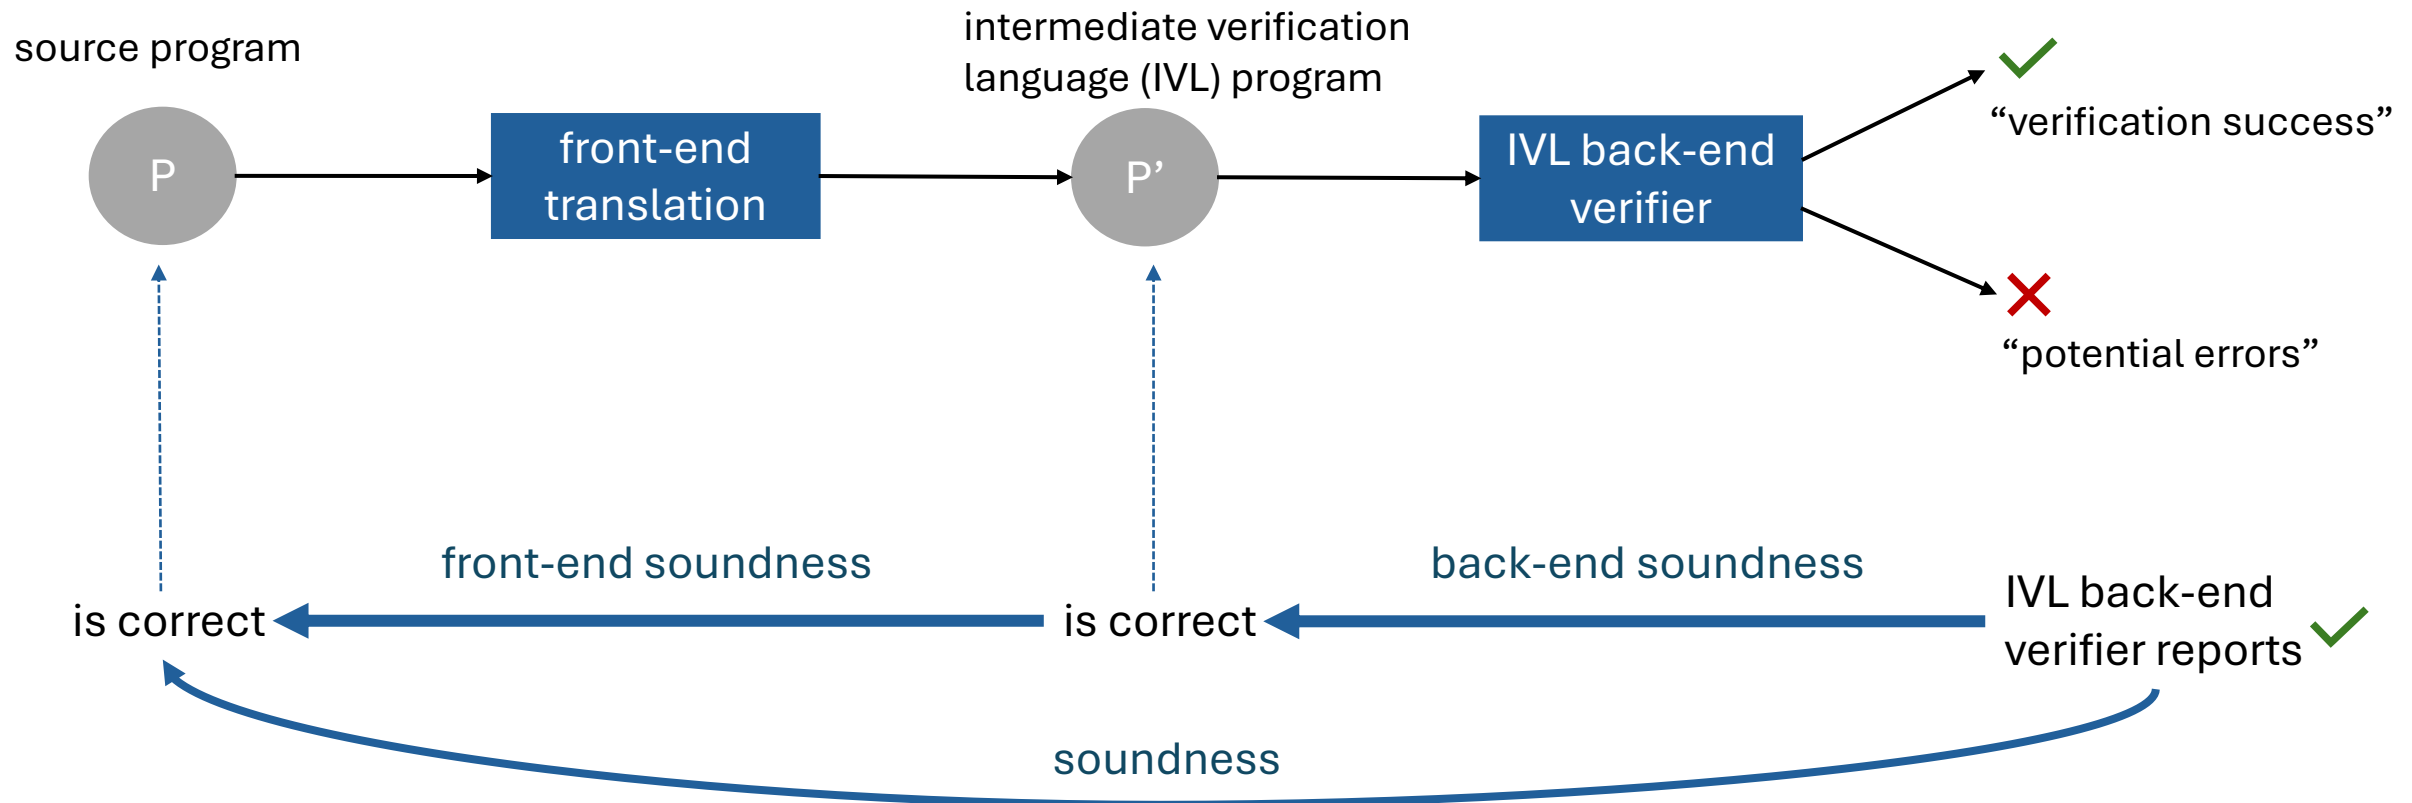 source program
intermediate verification
language (IVL) program
P
front-end
translation
P’
IVL back-end
verifier
“verification success”
“potential errors”
front-end soundness
back-end soundness
is correct
is correct
IVL back-end
verifier reports
soundness